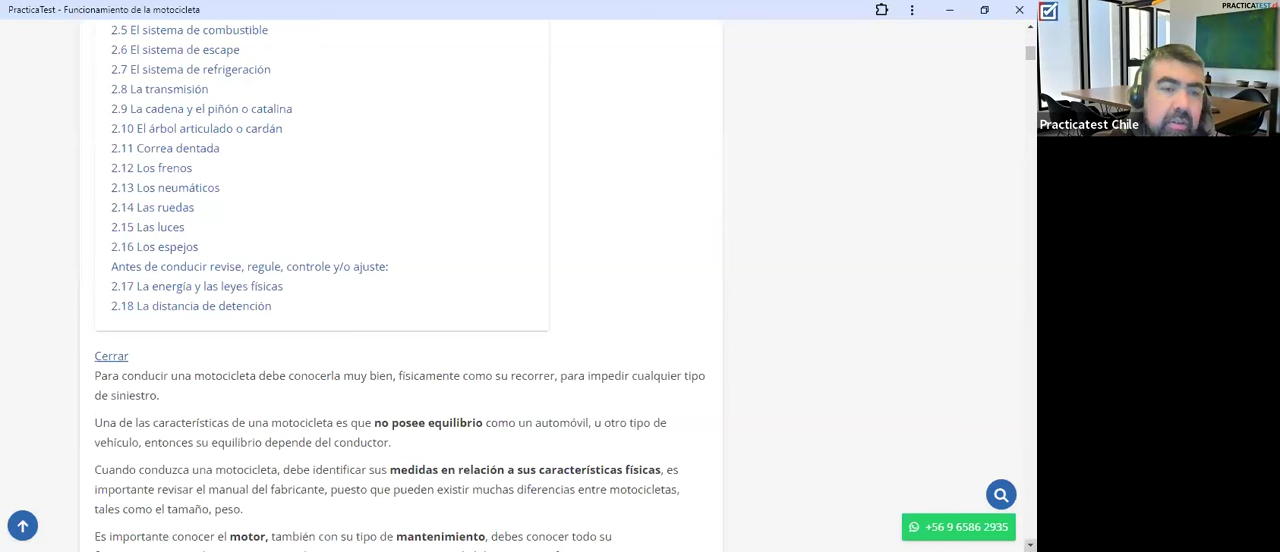 PracticaTest - Funcionamiento de la motocicleta
2.5 El sistema de combustible
2.6 El sistema de escape
2.7 El sistema de refrigeración
2.8 La transmisión
2.9 La cadena y el piñón o catalina
2.10 El árbol articulado o cardán
2.11 Correa dentada
2.12 Los frenos
2.13 Los neumáticos
2.14 Las ruedas
2.15 Las luces
2.16 Los espejos
Antes de conducir revise, regule, controle y/o ajuste:
2.17 La energía y las leyes físicas
2.18 La distancia de detención
Cerrar
Para conducir una motocicleta debe conocerla muy bien, físicamente como su recorrer, para impedir cualquier tipo
de siniestro.
Una de las características de una motocicleta es que no posee equilibrio como un automóvil, u otro tipo de
vehículo, entonces su equilibrio depende del conductor.
Cuando conduzca una motocicleta, debe identificar sus medidas en relación a sus características físicas, es
importante revisar el manual del fabricante, puesto que pueden existir muchas diferencias entre motocicletas,
tales como el tamaño, peso.
Es importante conocer el motor, también con su tipo de mantenimiento, debes conocer todo su
+56 9 6586 2935
PRACTICATEST
Practicatest Chile